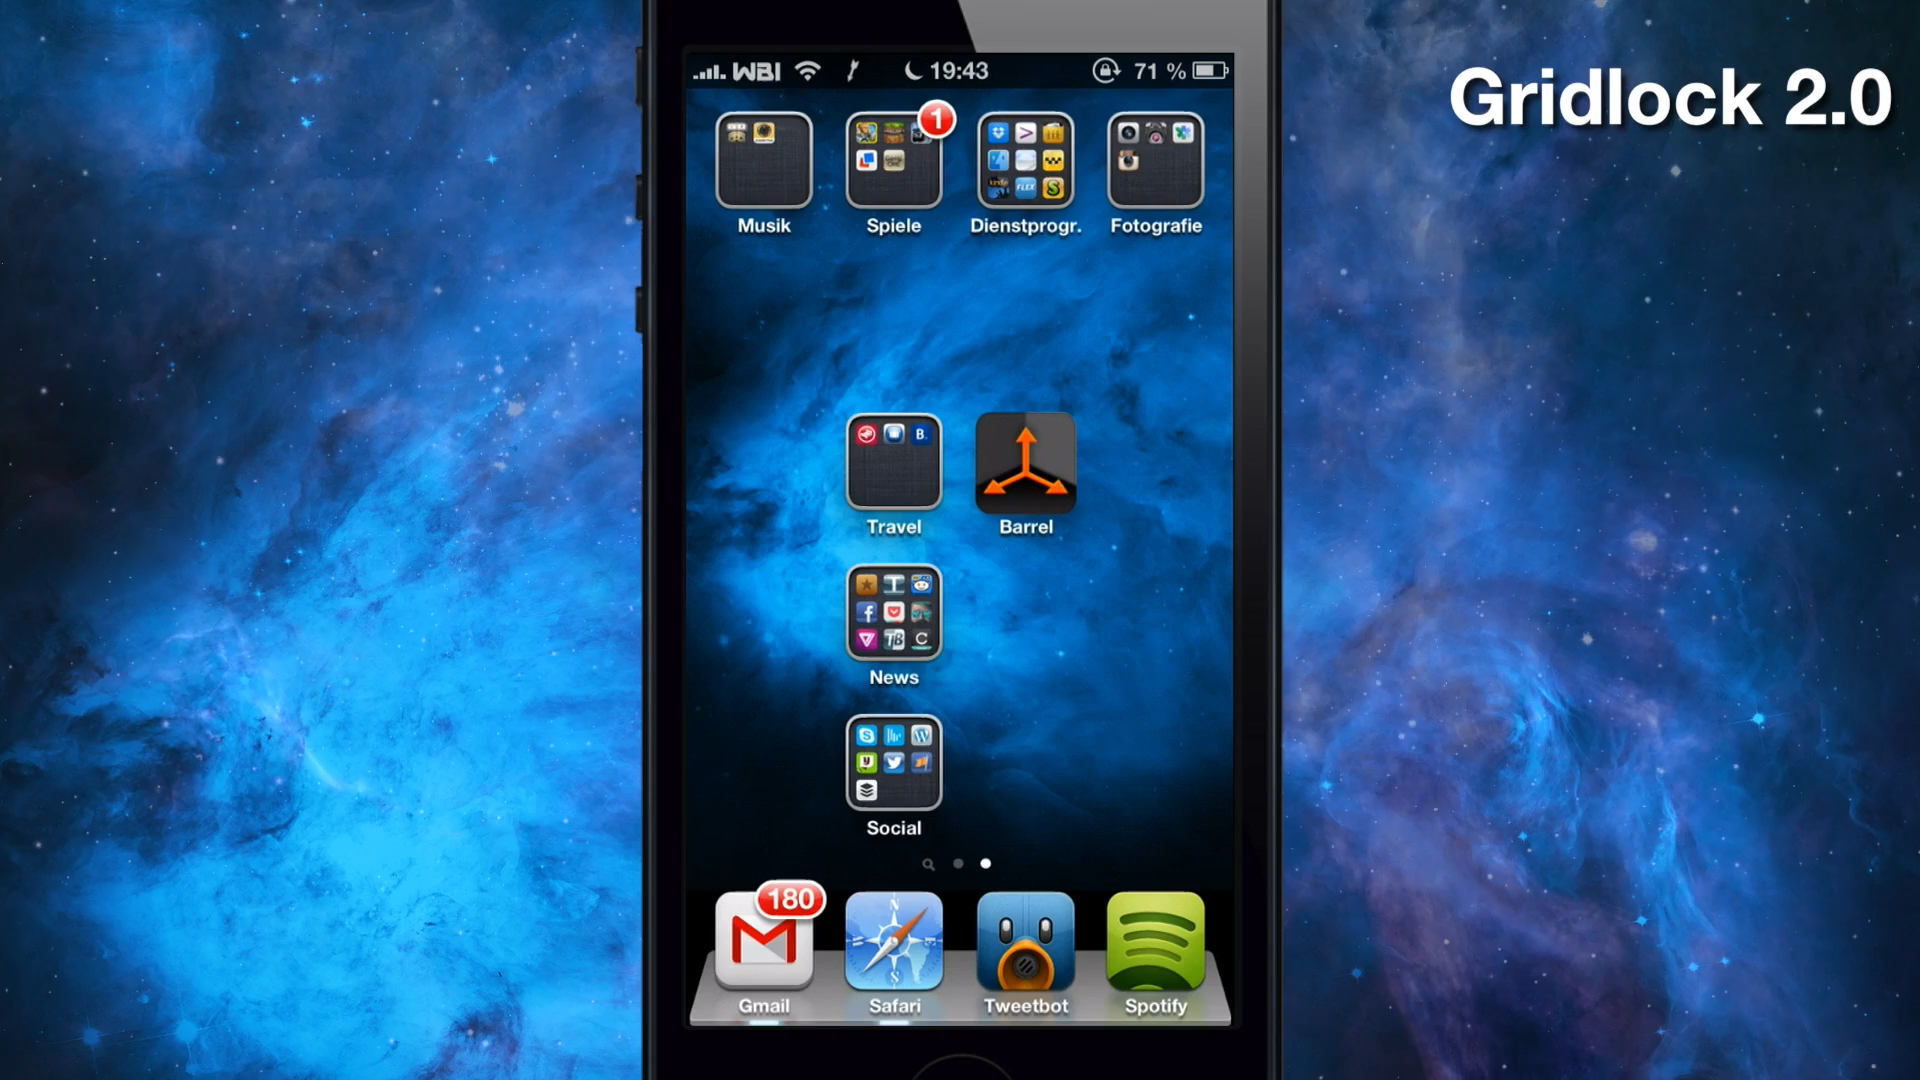 Gridlock 2.0
WBI 19:43 71 %
1
Musik Spiele Dienstprogr. Fotografie
B.
Travel Barrel
FLEX
News
Social
180
Gmail Safari Tweetbot Spotify